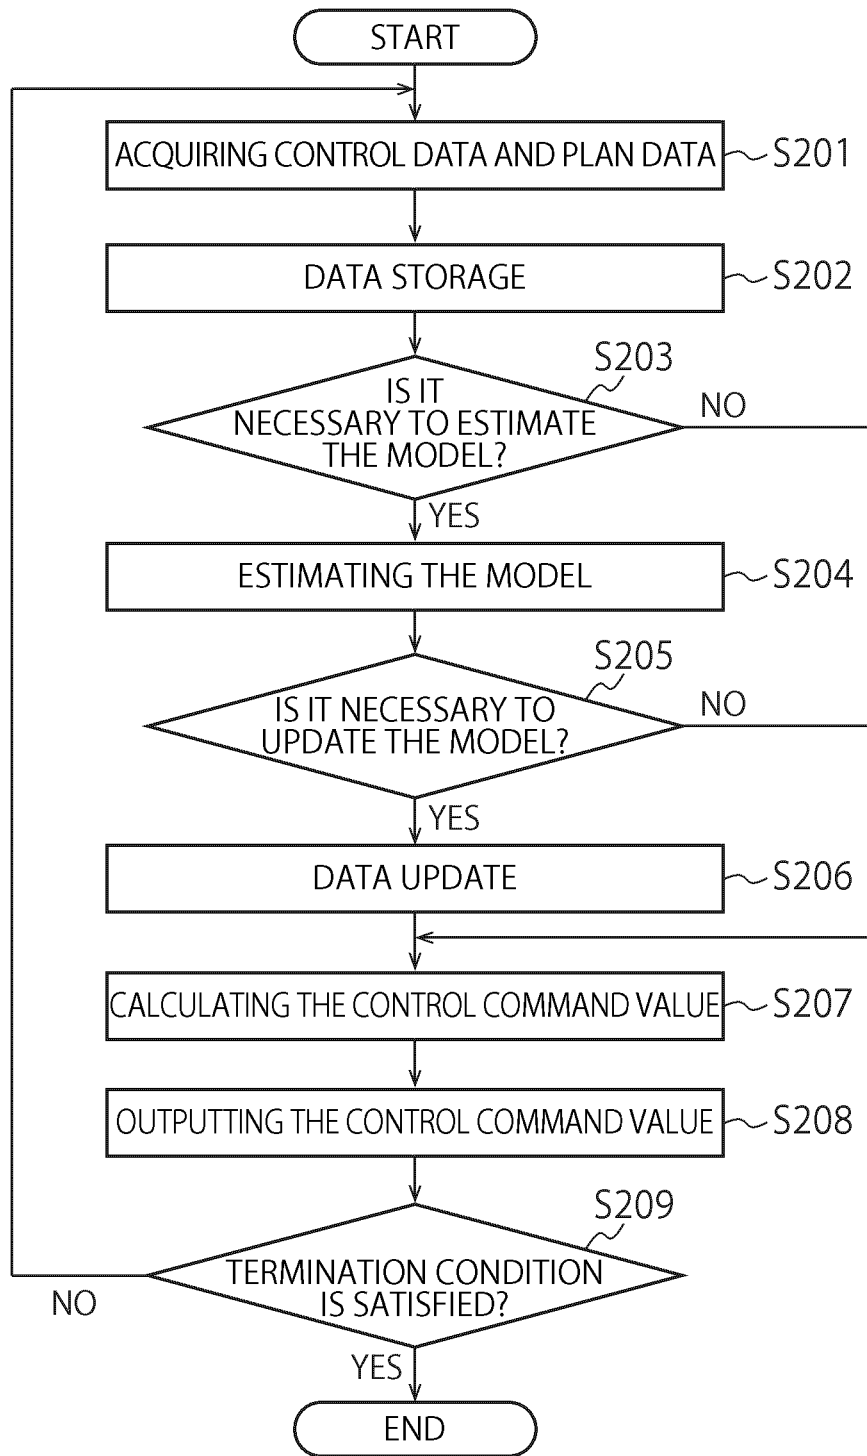 START
ACQUIRING CONTROL DATA AND PLAN DATA
S201
DATA STORAGE
S202
S203
IS IT
NECESSARY TO ESTIMATE
THE MODEL?
NO
YES
ESTIMATING THE MODEL
S204
S205
IS IT NECESSARY TO
UPDATE THE MODEL?
NO
YES
DATA UPDATE
S206
CALCULATING THE CONTROL COMMAND VALUE
S207
OUTPUTTING THE CONTROL COMMAND VALUE
S208
S209
TERMINATION CONDITION
IS SATISFIED?
NO
YES
END